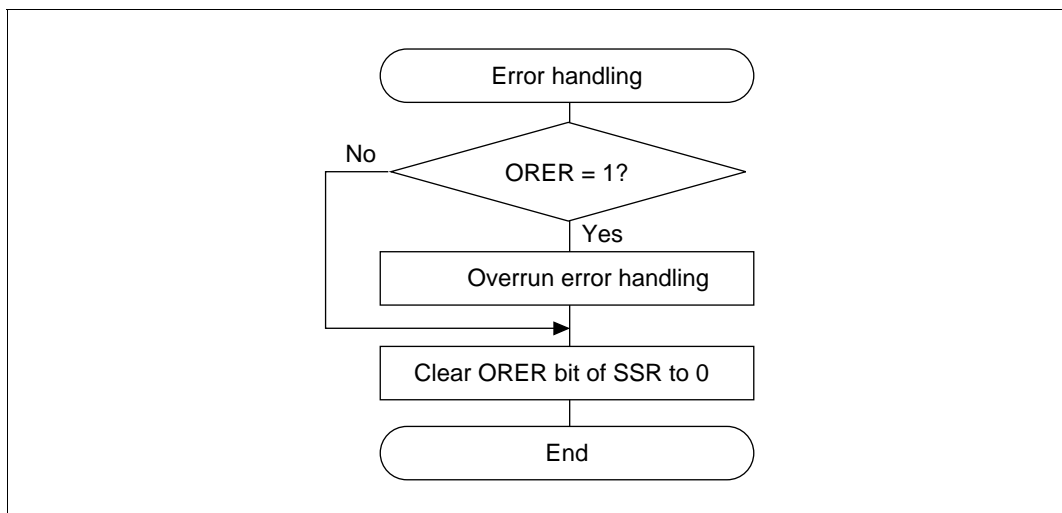 Error handling
No
ORER = 1?
Yes
Overrun error handling
Clear ORER bit of SSR to 0
End